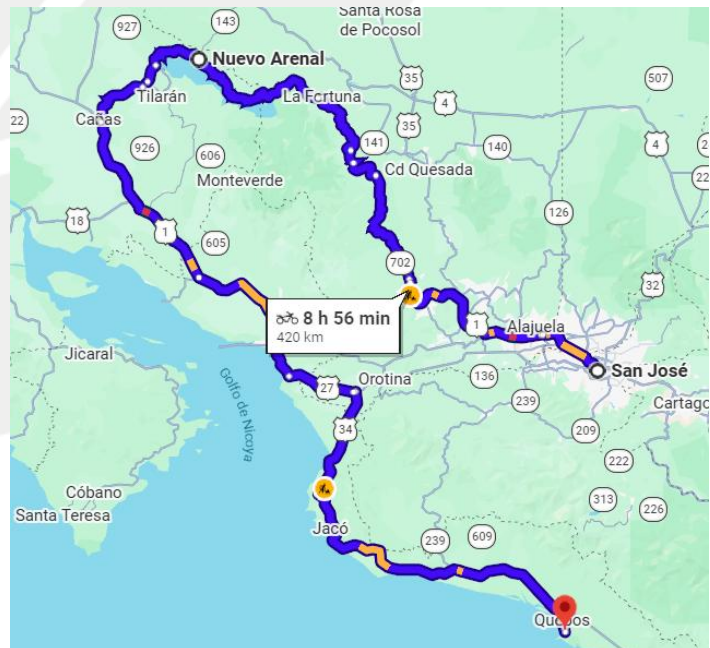 Santa Rosa
de Pocosol
927
143
Nuevo Arenal
35
507
4
La Fortuna
Tilarán
22
Cañas
35
4
141
140
926
606
Cd Quesada
Monteverde
126
18
1
605
702
32
8 h 56 min
420 km
1
Alajuela
Jicaral
San José
Orotina
136
27
239
Cartago
Golfo de Nicoya
34
209
222
Cóbano
313
226
Santa Teresa
Jacó
239
609
Quepos